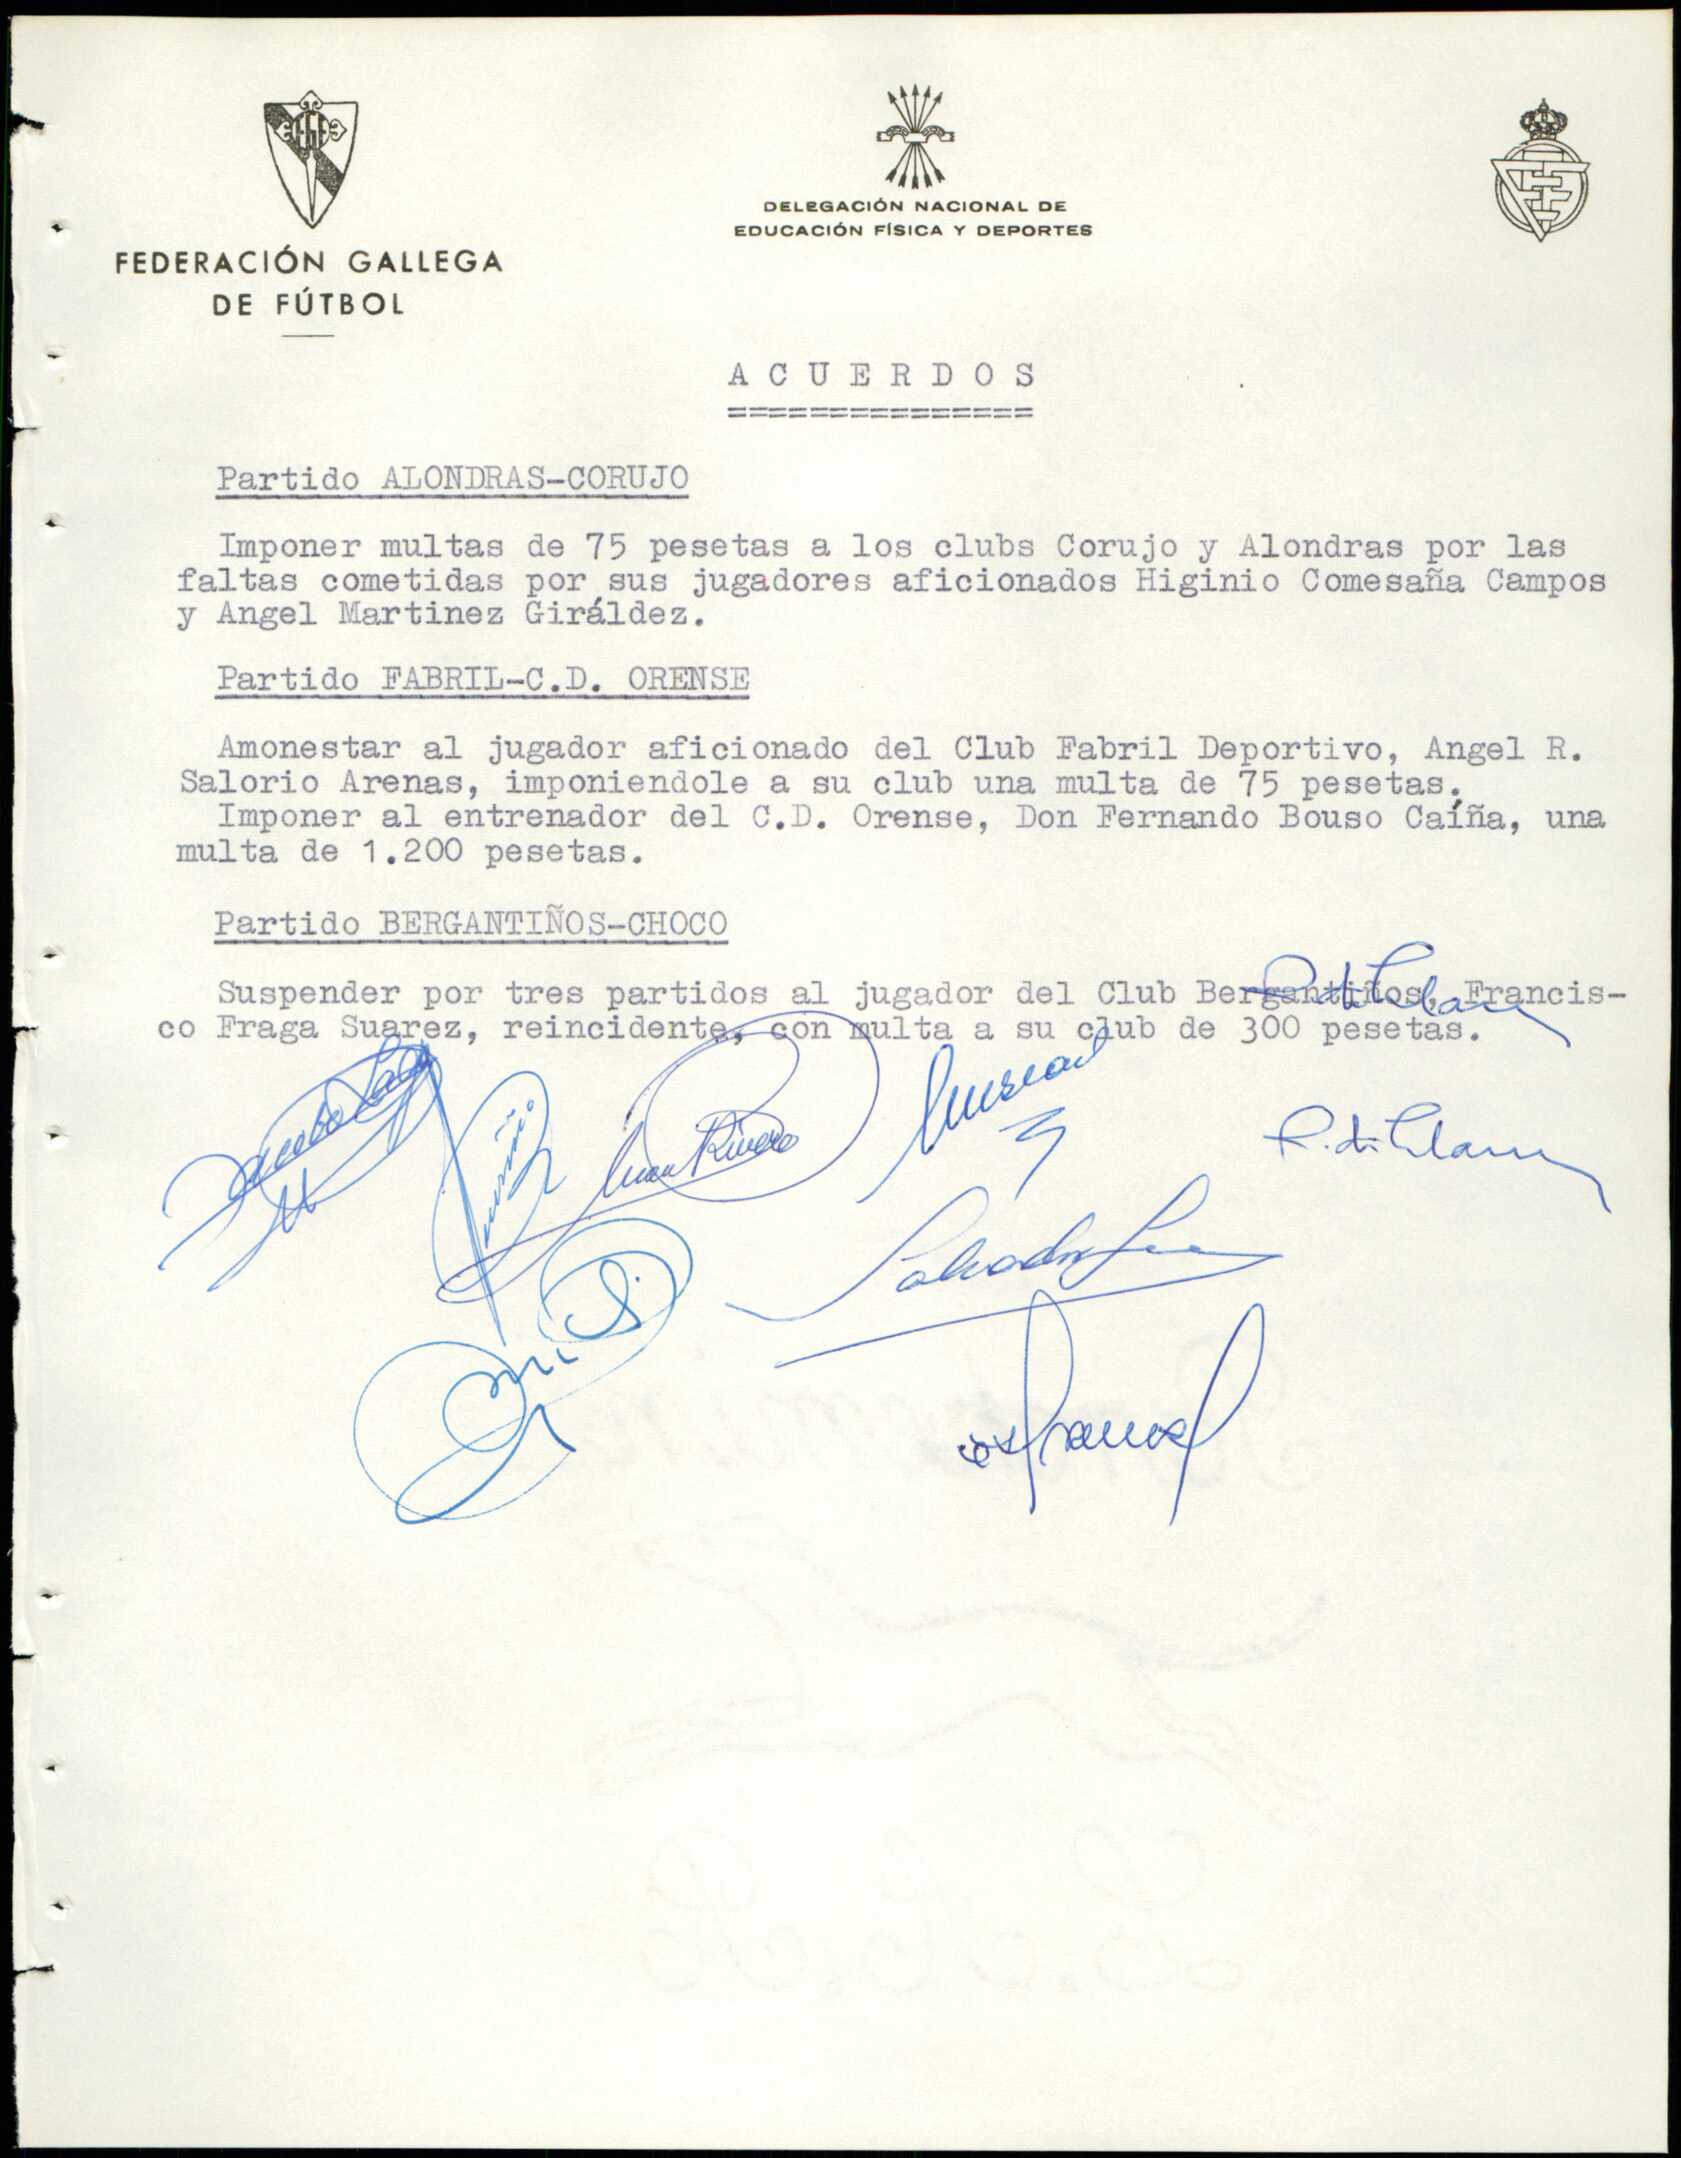 FEDERACIÓN GALLEGA
DE FÚTBOL
DELEGACIÓN NACIONAL DE
EDUCACIÓN FÍSICA Y DEPORTES
A C U E R D O S
===============
Partido ALONDRAS-CORUJO
Imponer multas de 75 pesetas a los clubs Corujo y Alondras por las
faltas cometidas por sus jugadores aficionados Higinio Comesaña Campos
y Angel Martinez Giráldez.
Partido FABRIL-C.D. ORENSE
Amonestar al jugador aficionado del Club Fabril Deportivo, Angel R.
Salorio Arenas, imponiendole a su club una multa de 75 pesetas.
Imponer al entrenador del C.D. Orense, Don Fernando Bouso Caíña, una
multa de 1.200 pesetas.
Partido BERGANTIÑOS-CHOCO
Suspender por tres partidos al jugador del Club Bergantiños, Francis-
co Fraga Suarez, reincidente, con multa a su club de 300 pesetas.
Juan Rivero